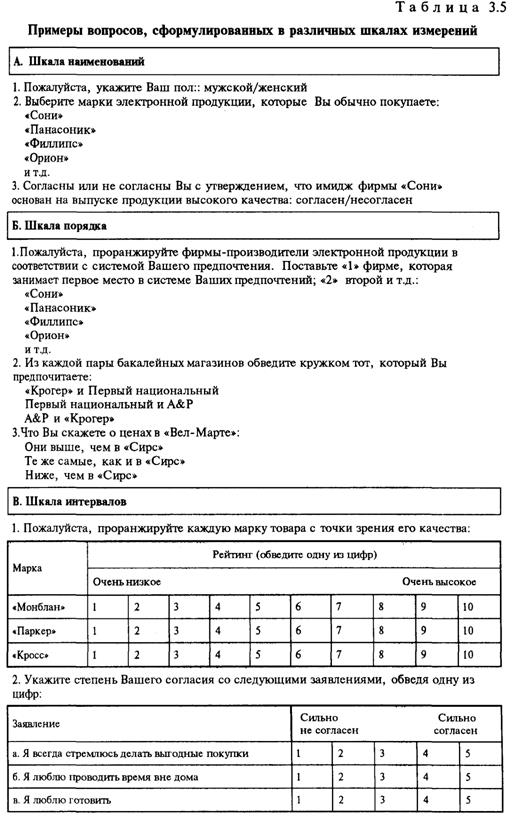 Таблица 3.5
Примеры вопросов, сформулированных в различных шкалах измерений
А. Шкала наименований
1. Пожалуйста, укажите Ваш пол:: мужской/женский
2. Выберите марки электронной продукции, которые Вы обычно покупаете:
«Сони»
«Панасоник»
«Филлипс»
«Орион»
и т.д.
3. Согласны или не согласны Вы с утверждением, что имидж фирмы «Сони»
основан на выпуске продукции высокого качества: согласен/несогласен
Б. Шкала порядка
1.Пожалуйста, проранжируйте фирмы-производители электронной продукции в
соответствии с системой Вашего предпочтения. Поставьте «1» фирме, которая
занимает первое место в системе Ваших предпочтений; «2» второй и т.д.:
«Сони»
«Панасоник»
«Филлипс»
«Орион»
и т.д.
2. Из каждой пары бакалейных магазинов обведите кружком тот, который Вы
предпочитаете:
«Крогер» и Первый национальный
Первый национальный и А&Р
А&Р и «Крогер»
3.Что Вы скажете о ценах в «Вел-Марте»:
Они выше, чем в «Сирс»
Те же самые, как и в «Сирс»
Ниже, чем в «Сирс»
В. Шкала интервалов
1. Пожалуйста, проранжируйте каждую марку товара с точки зрения его качества:
Марка Рейтинг (обведите одну из цифр)
Очень низкое Очень высокое
«Монблан» 1 2 3 4 5 6 7 8 9 10
«Паркер» 1 2 3 4 5 6 7 8 9 10
«Кросс» 1 2 3 4 5 6 7 8 9 10
2. Укажите степень Вашего согласия со следующими заявлениями, обведя одну из
цифр:
Заявление Сильно не согласен Сильно согласен
а. Я всегда стремлюсь делать выгодные покупки 1 2 3 4 5
б. Я люблю проводить время вне дома 1 2 3 4 5
в. Я люблю готовить 1 2 3 4 5